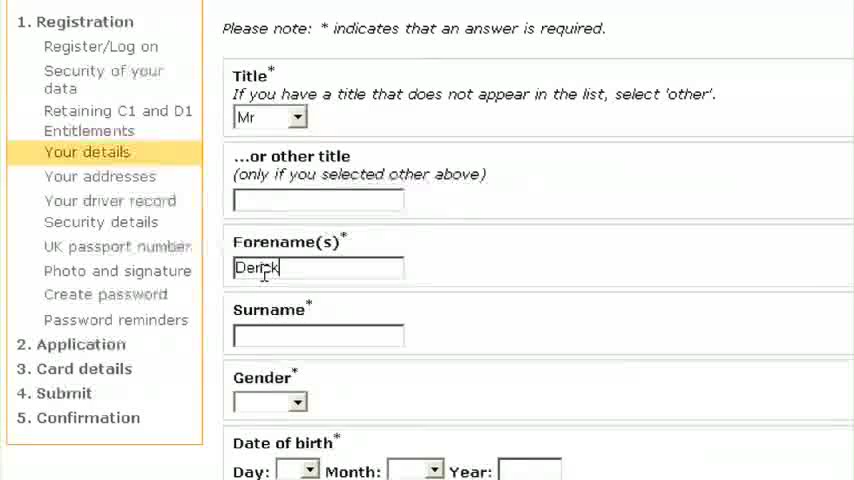 1. Registration
Register/Log on
Security of your
data
Retaining C1 and D1
Entitlements
Your details
Your addresses
Your driver record
Security details
UK passport number
Photo and signature
Create password
Password reminders
2. Application
3. Card details
4. Submit
5. Confirmation
Please note: * indicates that an answer is required.
Title*
If you have a title that does not appear in the list, select 'other'.
Mr
...or other title
(only if you selected other above)
Forename(s)*
Derick
Surname*
Gender*
Date of birth*
Day: Month: Year: